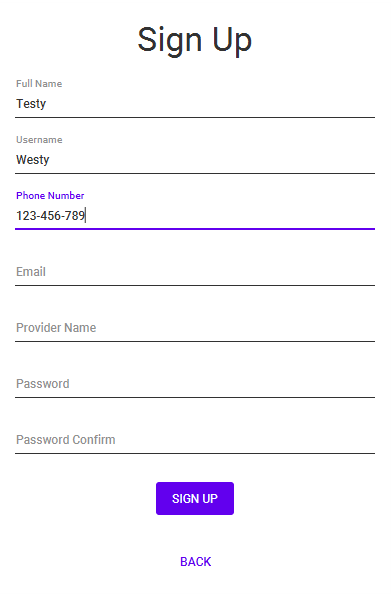 Sign Up
Full Name
Testy
Username
Westy
Phone Number
123-456-789
Email
Provider Name
Password
Password Confirm
SIGN UP
BACK